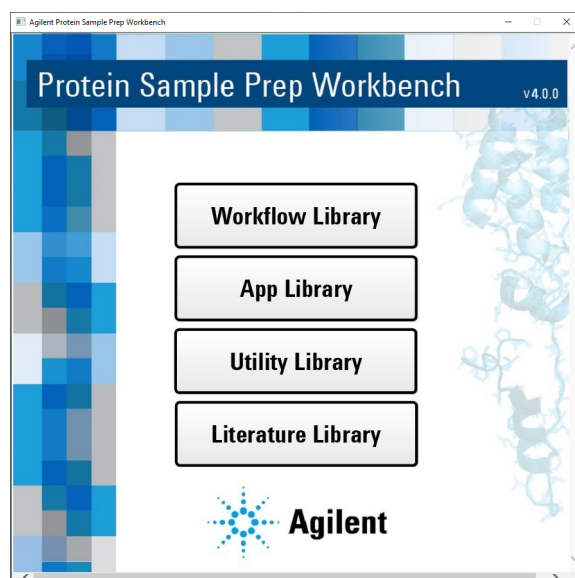 Agilent Protein Sample Prep Workbench
Protein Sample Prep Workbench
v4.0.0
Workflow Library
App Library
Utility Library
Literature Library
Agilent